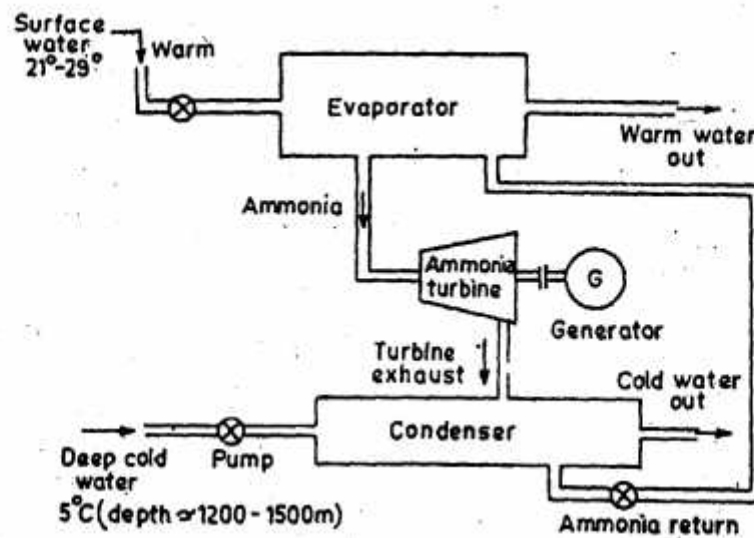 Surface
water
21°-29°
Warm
Evaporator
Warm water
out
Ammonia
Ammonia
turbine
G
Generator
Turbine
exhaust
Cold water
out
Condenser
Deep cold
water
Pump
5°C (depth ≃ 1200 - 1500m)
Ammonia return